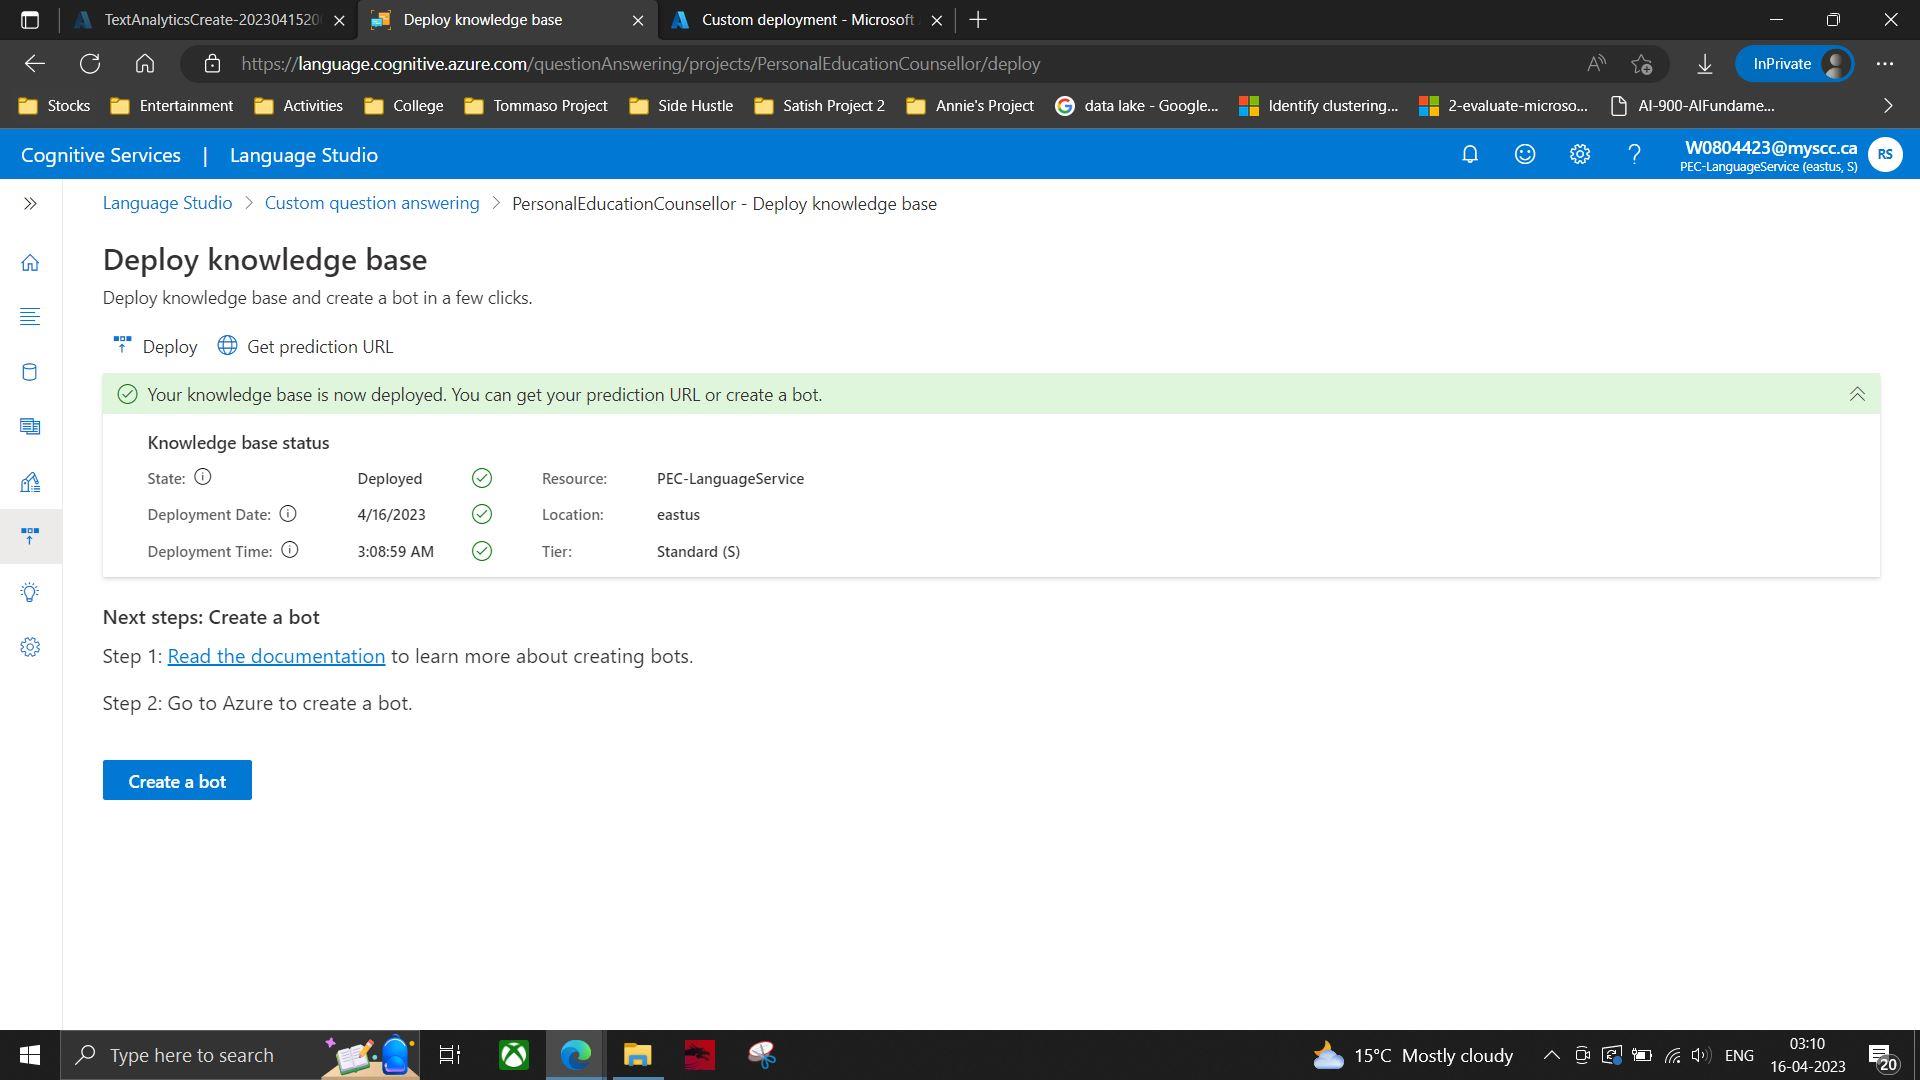 TextAnalyticsCreate-2023041520
Deploy knowledge base
Custom deployment - Microsoft
https://language.cognitive.azure.com/questionAnswering/projects/PersonalEducationCounsellor/deploy
InPrivate
Stocks
Entertainment
Activities
College
Tommaso Project
Side Hustle
Satish Project 2
Annie's Project
data lake - Google...
Identify clustering...
2-evaluate-microso...
AI-900-AIFundame...
Cognitive Services | Language Studio
W0804423@myscc.ca
PEC-LanguageService (eastus, S)
RS
Language Studio > Custom question answering > PersonalEducationCounsellor - Deploy knowledge base
Deploy knowledge base
Deploy knowledge base and create a bot in a few clicks.
Deploy
Get prediction URL
Your knowledge base is now deployed. You can get your prediction URL or create a bot.
Knowledge base status
State: Deployed Resource: PEC-LanguageService
Deployment Date: 4/16/2023 Location: eastus
Deployment Time: 3:08:59 AM Tier: Standard (S)
Next steps: Create a bot
Step 1: Read the documentation to learn more about creating bots.
Step 2: Go to Azure to create a bot.
Create a bot
Type here to search
15°C Mostly cloudy
ENG
03:10
16-04-2023
20